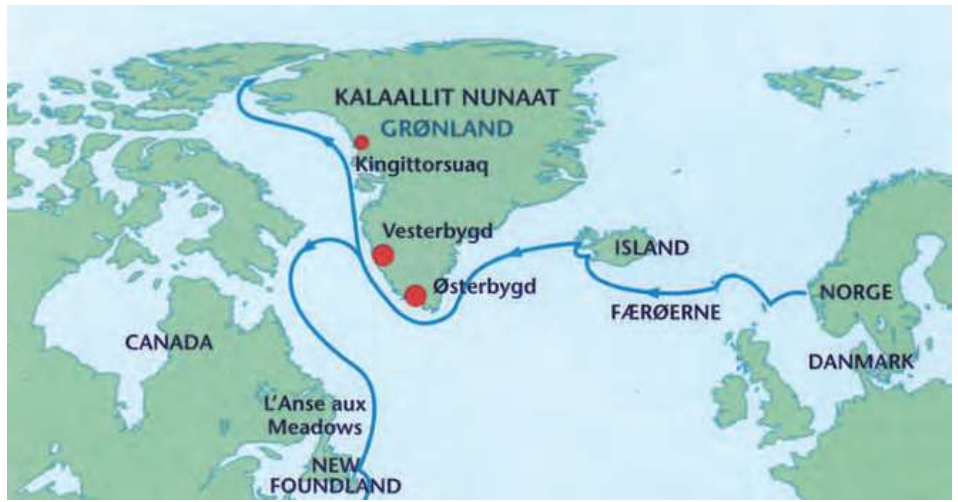 KALAALLIT NUNAAT
GRØNLAND
Kingittorsuaq
Vesterbygd
Østerbygd
ISLAND
FÆRØERNE
NORGE
DANMARK
CANADA
L'Anse aux
Meadows
NEW
FOUNDLAND